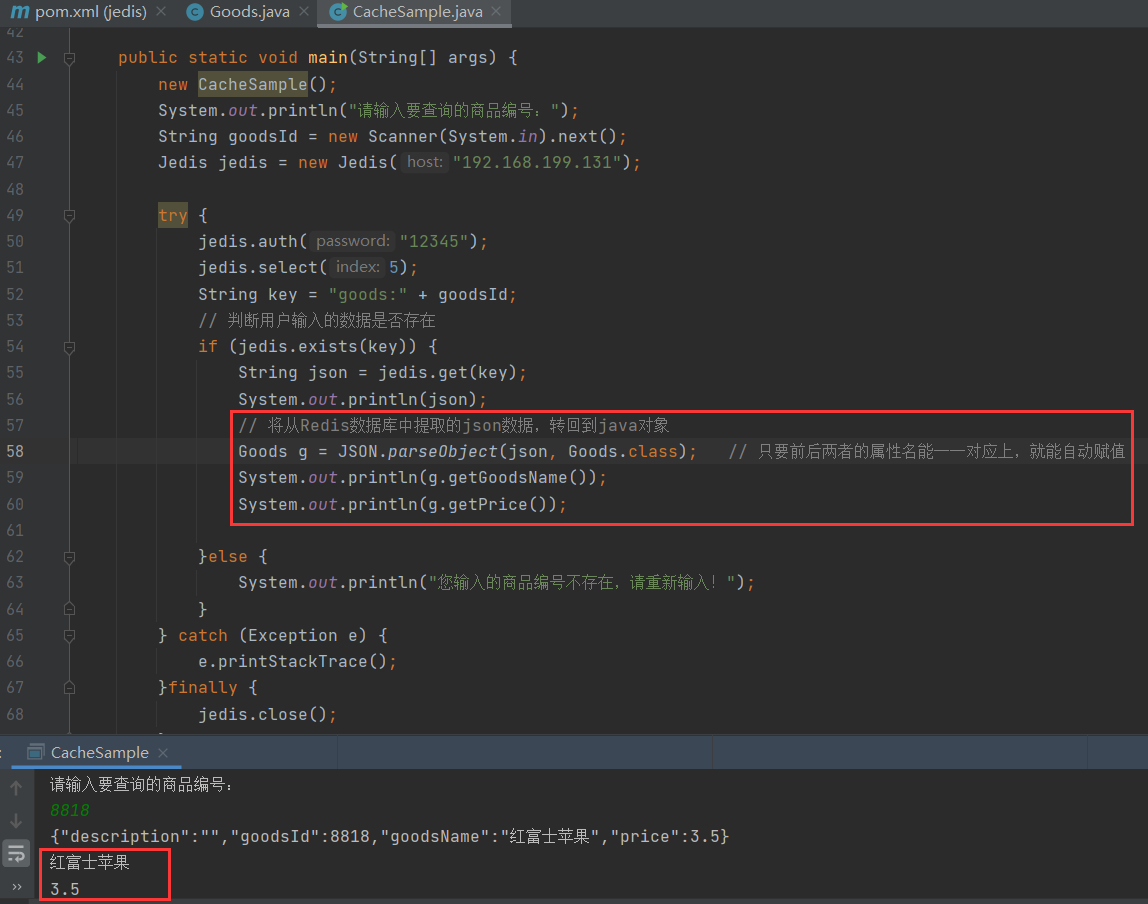 pom.xml (jedis) Goods.java CacheSample.java
42
43 public static void main(String[] args) {
44 new CacheSample();
45 System.out.println("请输入要查询的商品编号：");
46 String goodsId = new Scanner(System.in).next();
47 Jedis jedis = new Jedis( host: "192.168.199.131");
48
49 try {
50 jedis.auth( password: "12345");
51 jedis.select( index: 5);
52 String key = "goods:" + goodsId;
53 // 判断用户输入的数据是否存在
54 if (jedis.exists(key)) {
55 String json = jedis.get(key);
56 System.out.println(json);
57 // 将从Redis数据库中提取的json数据，转回到java对象
58 Goods g = JSON.parseObject(json, Goods.class); // 只要前后两者的属性名能一一对应上，就能自动赋值
59 System.out.println(g.getGoodsName());
60 System.out.println(g.getPrice());
61
62 }else {
63 System.out.println("您输入的商品编号不存在，请重新输入！");
64 }
65 } catch (Exception e) {
66 e.printStackTrace();
67 }finally {
68 jedis.close();
CacheSample
请输入要查询的商品编号：
8818
{"description":"","goodsId":8818,"goodsName":"红富士苹果","price":3.5}
红富士苹果
3.5